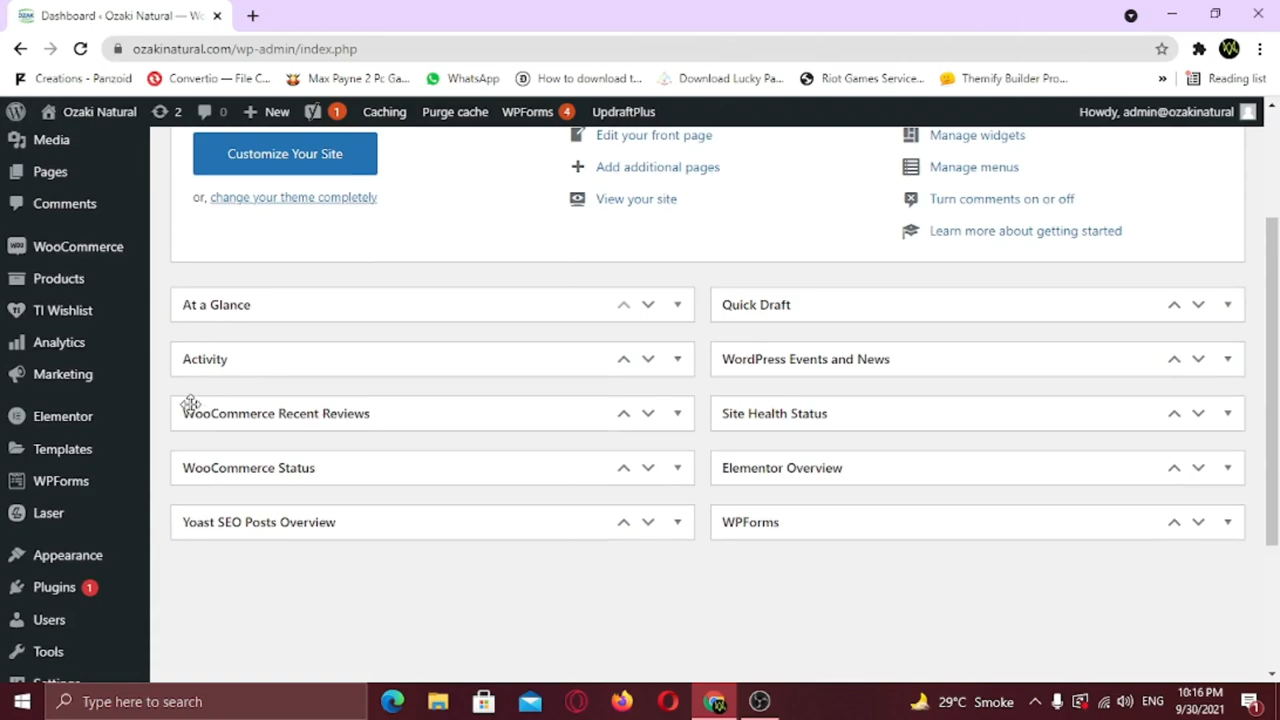 Dashboard ‹ Ozaki Natural — Wo
ozakinatural.com/wp-admin/index.php
Creations - Panzoid
Convertio — File C...
Max Payne 2 Pc Ga...
WhatsApp
How to download t...
Download Lucky Pa...
Riot Games Service...
Themify Builder Pro...
»
Reading list
Ozaki Natural
2
0
New
1
Caching
Purge cache
WPForms 4
UpdraftPlus
Howdy, admin@ozakinatural
Media
Pages
Comments
WooCommerce
Products
TI Wishlist
Analytics
Marketing
Elementor
Templates
WPForms
Laser
Appearance
Plugins 1
Users
Tools
Settings
Customize Your Site
or, change your theme completely
Edit your front page
Add additional pages
View your site
Manage widgets
Manage menus
Turn comments on or off
Learn more about getting started
At a Glance
Activity
WooCommerce Recent Reviews
WooCommerce Status
Yoast SEO Posts Overview
Quick Draft
WordPress Events and News
Site Health Status
Elementor Overview
WPForms
Type here to search
29°C Smoke
ENG
10:16 PM
9/30/2021
1